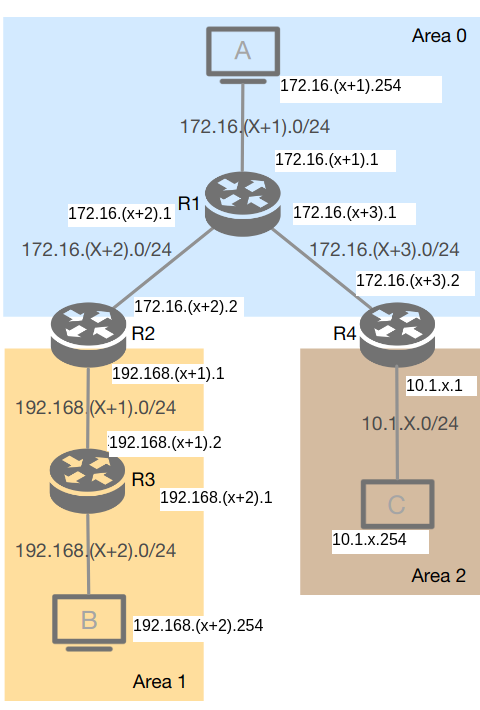 Area 0
A
172.16.(x+1).254
172.16.(X+1).0/24
172.16.(x+1).1
R1
172.16.(x+2).1
172.16.(x+3).1
172.16.(X+2).0/24
172.16.(X+3).0/24
172.16.(x+3).2
172.16.(x+2).2
R2
R4
192.168.(x+1).1
10.1.x.1
192.168.(X+1).0/24
10.1.X.0/24
192.168.(x+1).2
R3
192.168.(x+2).1
C
10.1.x.254
192.168.(X+2).0/24
Area 2
B
192.168.(x+2).254
Area 1